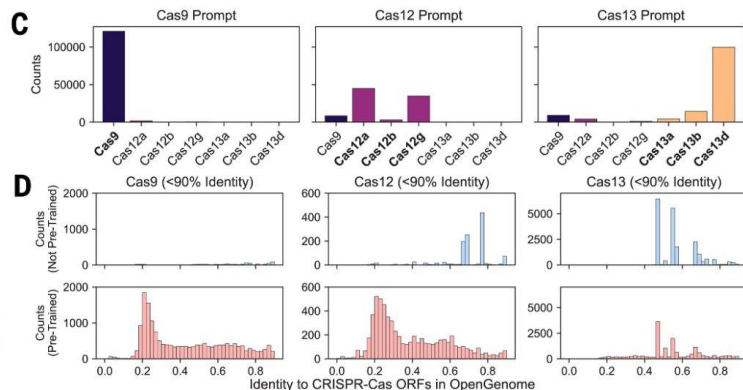 C
Cas9 Prompt
Cas12 Prompt
Cas13 Prompt
Counts
100000
50000
0
Cas9 Cas12a Cas12b Cas12g Cas13a Cas13b Cas13d
Cas9 Cas12a Cas12b Cas12g Cas13a Cas13b Cas13d
Cas9 Cas12a Cas12b Cas12g Cas13a Cas13b Cas13d
D
Cas9 (<90% Identity)
Cas12 (<90% Identity)
Cas13 (<90% Identity)
Counts
(Not Pre-Trained)
2000
1000
0
600
400
200
0
5000
2500
0
Counts
(Pre-Trained)
2000
1000
0
600
400
200
0
5000
2500
0
0.0 0.2 0.4 0.6 0.8
0.0 0.2 0.4 0.6 0.8
0.0 0.2 0.4 0.6 0.8
Identity to CRISPR-Cas ORFs in OpenGenome